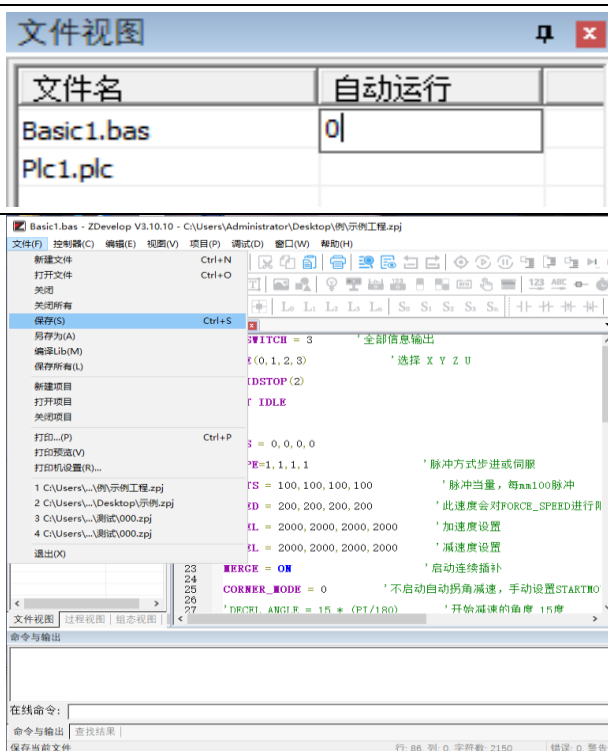 文件视图
文件名 自动运行
Basic1.bas 0
Plc1.plc
Basic1.bas - ZDevelop V3.10.10 - C:\Users\Administrator\Desktop\例\示例工程.zpj
文件(F) 控制器(C) 编辑(E) 视图(V) 项目(P) 调试(D) 窗口(W) 帮助(H)
新建文件 Ctrl+N
打开文件 Ctrl+O
关闭
关闭所有
保存(S) Ctrl+S
另存为(A)
编译Lib(M)
保存所有(L)
新建项目
打开项目
关闭项目
打印...(P) Ctrl+P
打印预览(V)
打印机设置(R)...
1 C:\Users\...\例\示例工程.zpj
2 C:\Users\...\Desktop\示例.zpj
3 C:\Users\...\测试\000.zpj
4 C:\Users\...\测试\000.zpj
退出(X)
SWITCH = 3 '全部信息输出
(0,1,2,3) '选择 X Y Z U
IDSTOP(2)
T IDLE
S = 0,0,0,0
PE=1,1,1,1 '脉冲方式步进或伺服
TS = 100,100,100,100 '脉冲当量，每mm100脉冲
ED = 200,200,200,200 '此速度会对FORCE_SPEED进行限
EL = 2000,2000,2000,2000 '加速度设置
EL = 2000,2000,2000,2000 '减速度设置
23 MERGE = ON '启动连续插补
24
25 CORNER_MODE = 0 '不启动自动拐角减速，手动设置STARTMO
26
27 'DECEL_ANGLE = 15 * (PI/180) '开始减速的角度 15度
文件视图 过程视图 组态视图
命令与输出
在线命令：
命令与输出 查找结果
保存当前文件 行: 86, 列: 0, 字符数: 2150 错误: 0, 警告